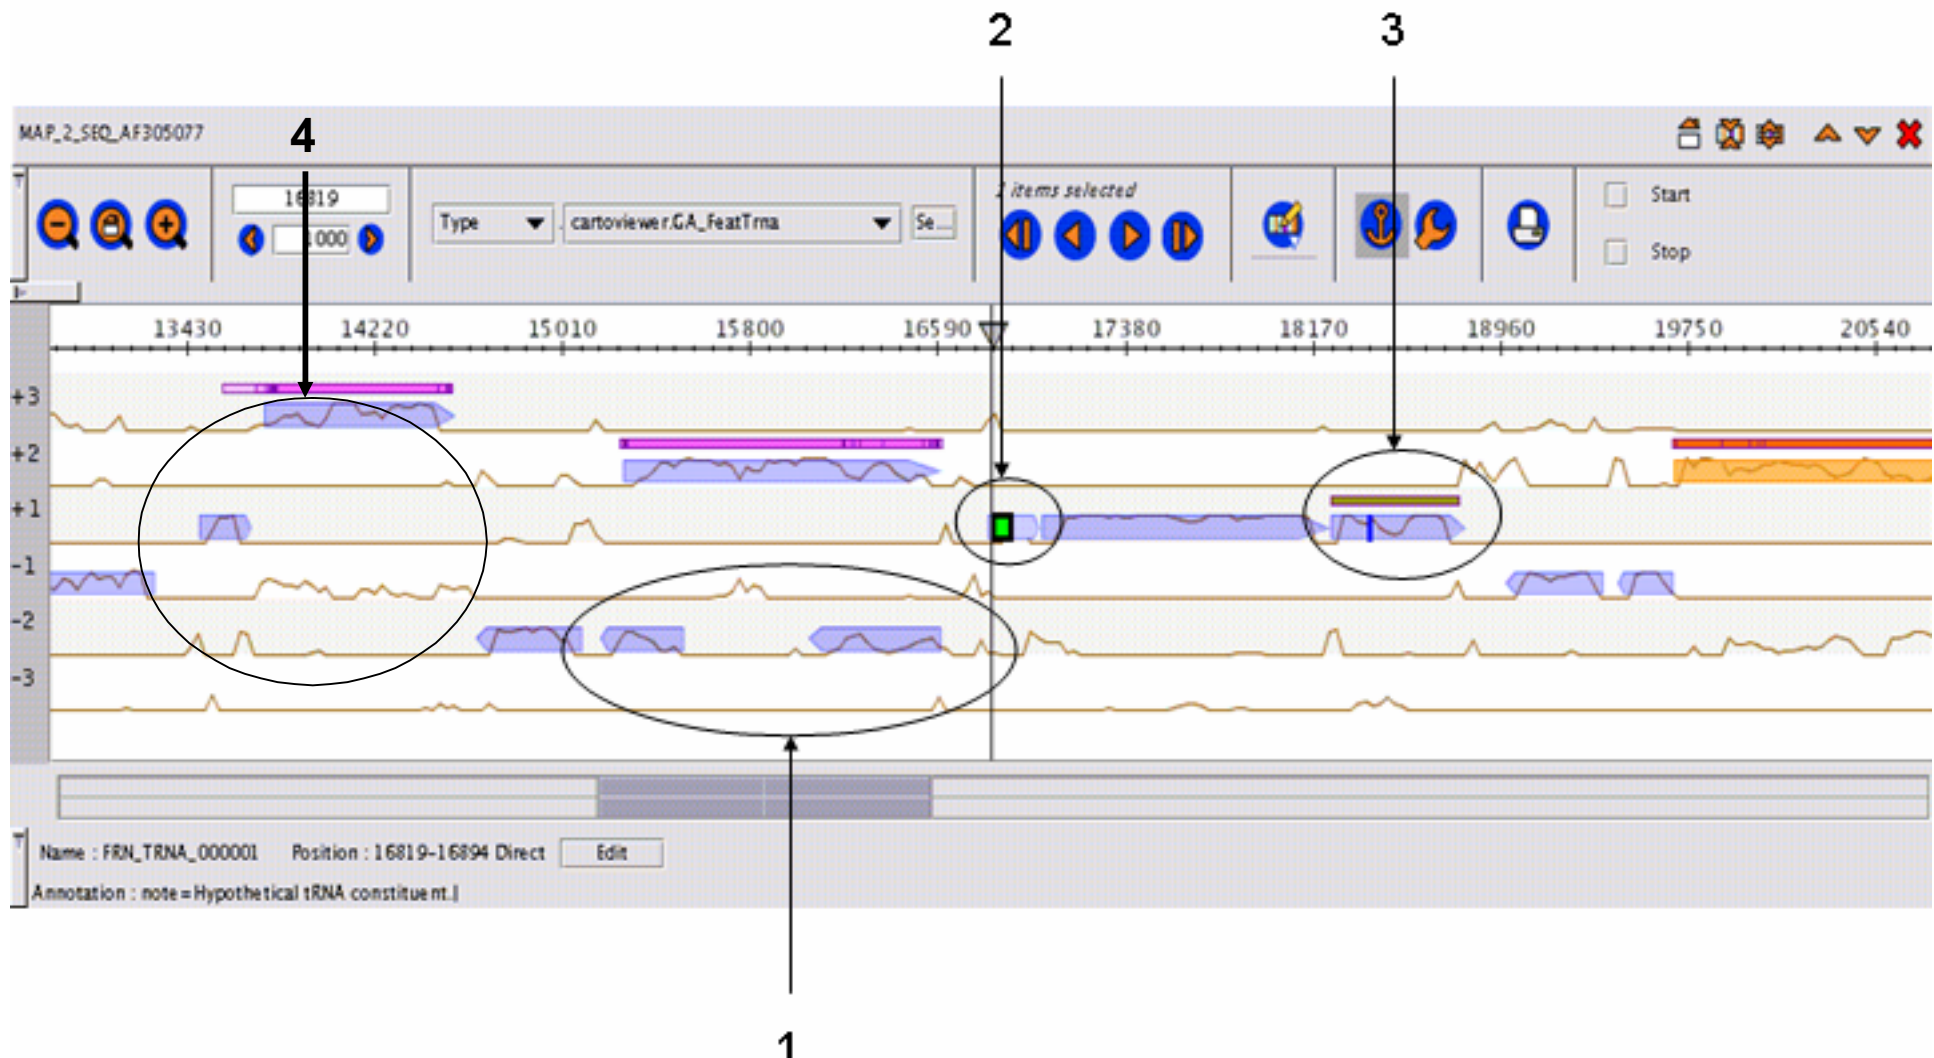 2 3
MAP_2_SEQ_AF305077 4
16819 1 items selected Start
1000 Type cartoviewer.GA_FeatTrna Se... Stop
13430 14220 15010 15800 16590 17380 18170 18960 19750 20540
+3
+2
+1
-1
-2
-3
Name : FRN_TRNA_000001 Position : 16819-16894 Direct Edit
Annotation : note=Hypothetical tRNA constituent.|
1